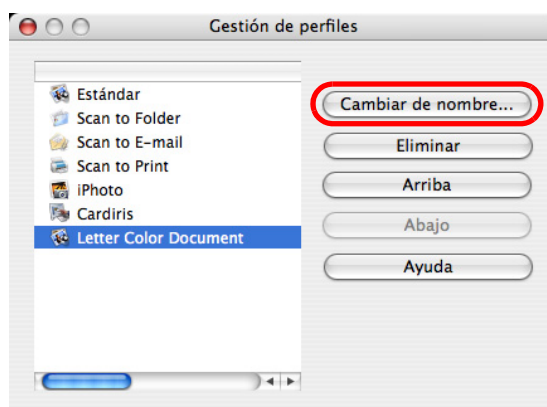 Gestión de perfiles
Estándar
Scan to Folder
Scan to E-mail
Scan to Print
iPhoto
Cardiris
Letter Color Document
Cambiar de nombre...
Eliminar
Arriba
Abajo
Ayuda